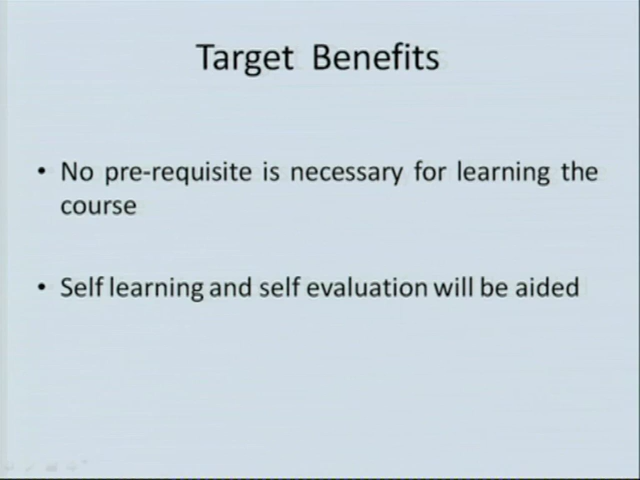 Target Benefits
• No pre-requisite is necessary for learning the
course
• Self learning and self evaluation will be aided